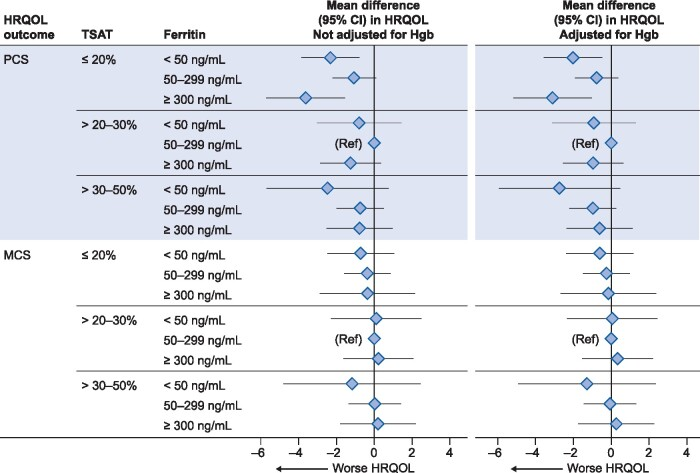 HRQOL outcome TSAT Ferritin Mean difference (95% CI) in HRQOL Not adjusted for Hgb Mean difference (95% CI) in HRQOL Adjusted for Hgb
PCS ≤ 20% < 50 ng/mL
50–299 ng/mL
≥ 300 ng/mL
> 20–30% < 50 ng/mL
50–299 ng/mL (Ref) (Ref)
≥ 300 ng/mL
> 30–50% < 50 ng/mL
50–299 ng/mL
≥ 300 ng/mL
MCS ≤ 20% < 50 ng/mL
50–299 ng/mL
≥ 300 ng/mL
> 20–30% < 50 ng/mL
50–299 ng/mL (Ref) (Ref)
≥ 300 ng/mL
> 30–50% < 50 ng/mL
50–299 ng/mL
≥ 300 ng/mL
–6 –4 –2 0 2 4 –6 –4 –2 0 2 4
Worse HRQOL Worse HRQOL